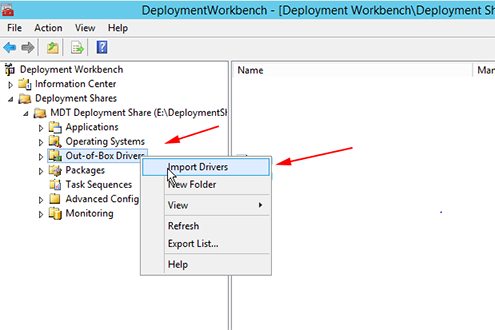 DeploymentWorkbench - [Deployment Workbench\Deployment Sh
File Action View Help
Deployment Workbench
Information Center
Deployment Shares
MDT Deployment Share (E:\DeploymentSh
Applications
Operating Systems
Out-of-Box Drivers
Packages
Task Sequences
Advanced Config
Monitoring
Name
Man
Import Drivers
New Folder
View
Refresh
Export List...
Help